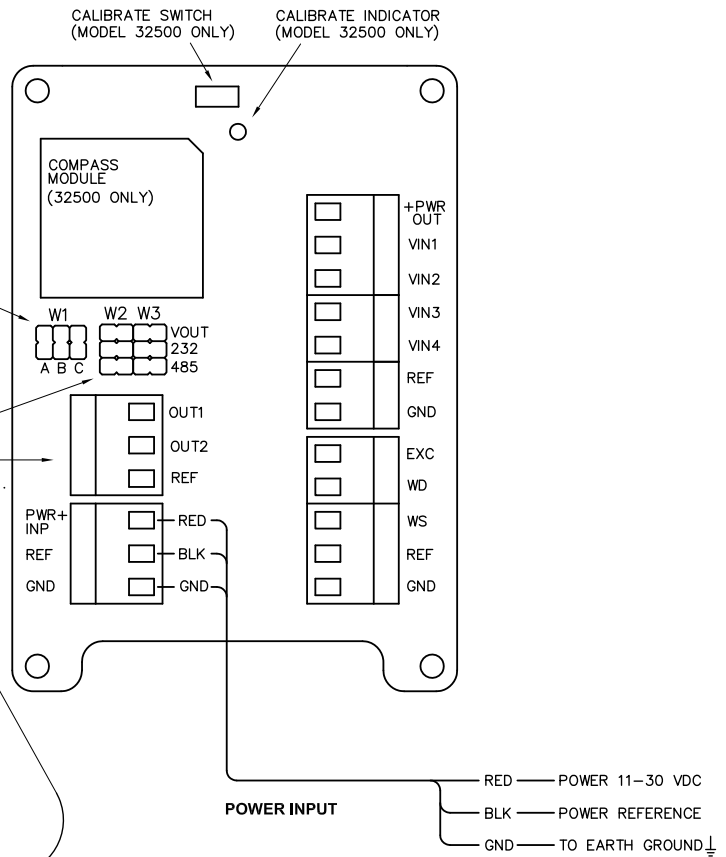 CALIBRATE SWITCH
(MODEL 32500 ONLY)
CALIBRATE INDICATOR
(MODEL 32500 ONLY)
COMPASS
MODULE
(32500 ONLY)
W1
A B C
W2 W3
VOUT
232
485
OUT1
OUT2
REF
PWR+
INP
REF
GND
RED
BLK
GND
+PWR
OUT
VIN1
VIN2
VIN3
VIN4
REF
GND
EXC
WD
WS
REF
GND
POWER INPUT
RED POWER 11-30 VDC
BLK POWER REFERENCE
GND TO EARTH GROUND